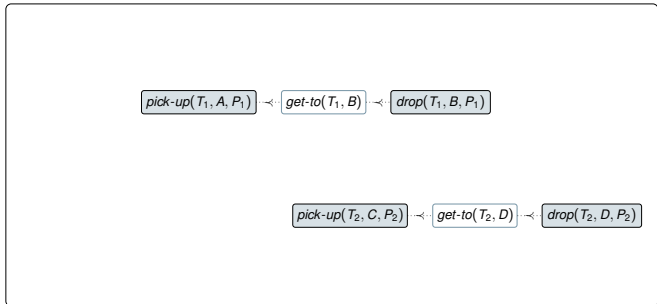 pick-up(T₁, A, P₁) ≺ get-to(T₁, B) ≺ drop(T₁, B, P₁)
pick-up(T₂, C, P₂) ≺ get-to(T₂, D) ≺ drop(T₂, D, P₂)